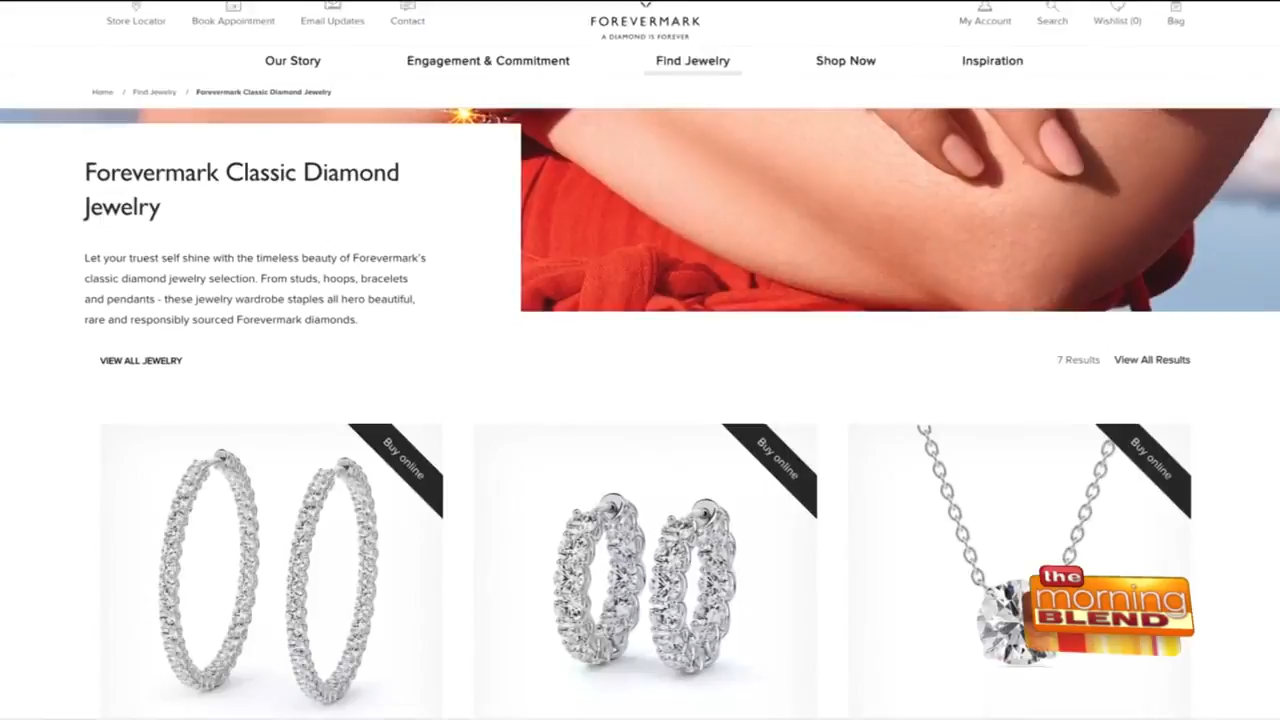 Store Locator
Book Appointment
Email Updates
Contact
FOREVERMARK
A DIAMOND IS FOREVER
My Account
Search
Wishlist (0)
Bag
Our Story
Engagement & Commitment
Find Jewelry
Shop Now
Inspiration
Home / Find Jewelry / Forevermark Classic Diamond Jewelry
Forevermark Classic Diamond
Jewelry
Let your truest self shine with the timeless beauty of Forevermark's
classic diamond jewelry selection. From studs, hoops, bracelets
and pendants - these jewelry wardrobe staples all hero beautiful,
rare and responsibly sourced Forevermark diamonds.
VIEW ALL JEWELRY
7 Results
View All Results
Buy online
Buy online
Buy online
the
morning
BLEND